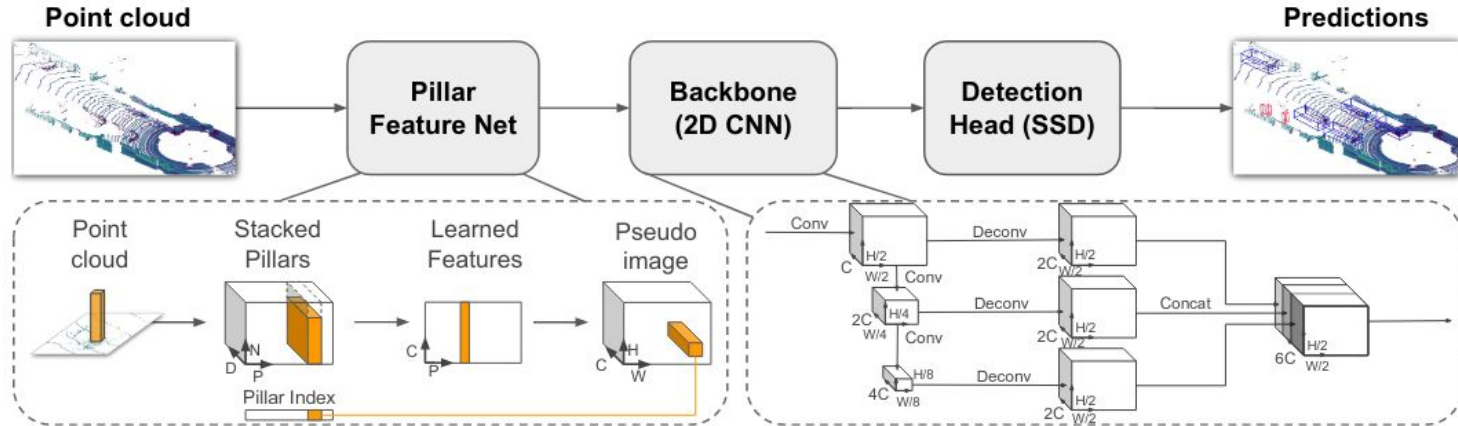 Point cloud
Predictions
Pillar
Feature Net
Backbone
(2D CNN)
Detection
Head (SSD)
Point
cloud
Stacked
Pillars
Learned
Features
Pseudo
image
N
D
P
C
P
H
C
W
Pillar Index
Conv
H/2
C
W/2
Conv
Deconv
H/2
2C
W/2
H/4
2C
W/4
Conv
Deconv
H/2
2C
W/2
Concat
H/8
4C
W/8
Deconv
H/2
2C
W/2
H/2
6C
W/2